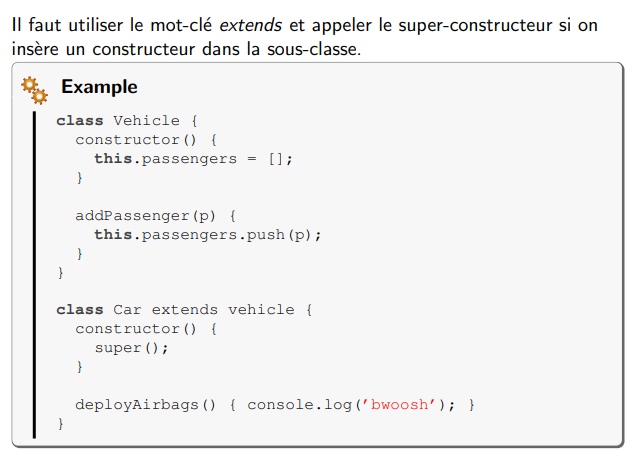 Il faut utiliser le mot-clé extends et appeler le super-constructeur si on
insère un constructeur dans la sous-classe.
Example
class Vehicle {
constructor() {
this.passengers = [];
}
addPassenger(p) {
this.passengers.push(p);
}
}
class Car extends vehicle {
constructor() {
super();
}
deployAirbags() { console.log('bwoosh'); }
}